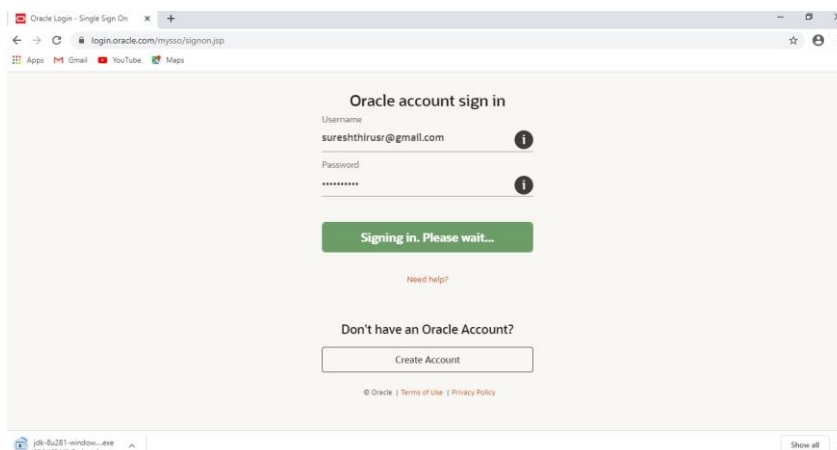 Oracle Login - Single Sign On
login.oracle.com/mysso/signon.jsp
Apps Gmail YouTube Maps
Oracle account sign in
Username
sureshthirusr@gmail.com
Password
••••••••••
Signing in. Please wait...
Need help?
Don't have an Oracle Account?
Create Account
© Oracle | Terms of Use | Privacy Policy
jdk-8u281-window....exe
Show all